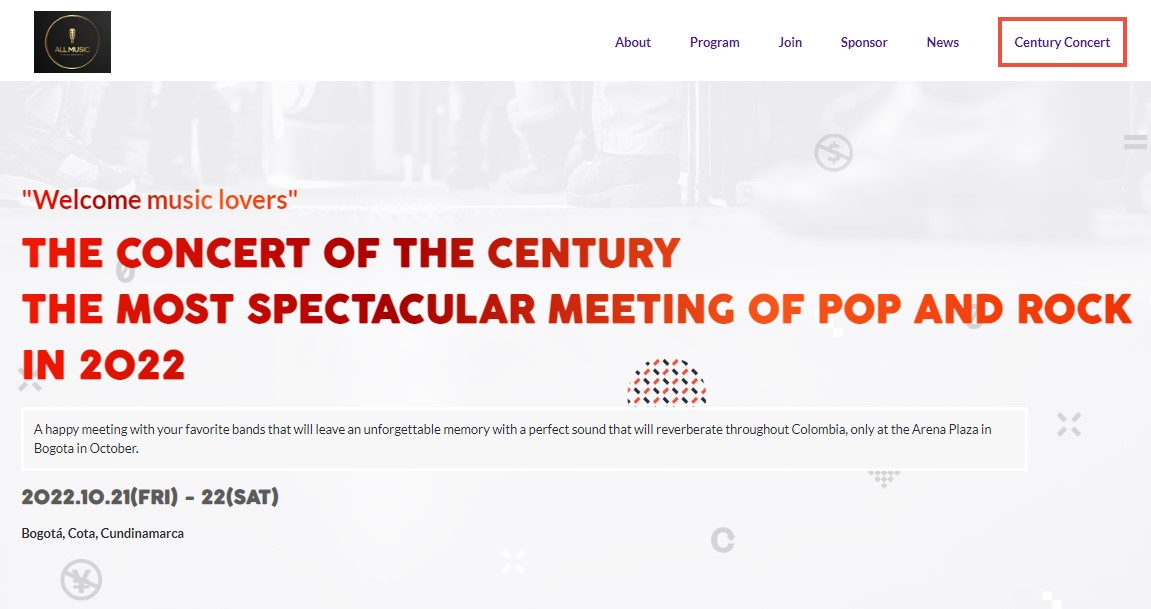 ALL MUSIC
About
Program
Join
Sponsor
News
Century Concert
"Welcome music lovers"
THE CONCERT OF THE CENTURY
THE MOST SPECTACULAR MEETING OF POP AND ROCK
IN 2022
A happy meeting with your favorite bands that will leave an unforgettable memory with a perfect sound that will reverberate throughout Colombia, only at the Arena Plaza in
Bogota in October.
2022.10.21(FRI) - 22(SAT)
Bogotá, Cota, Cundinamarca